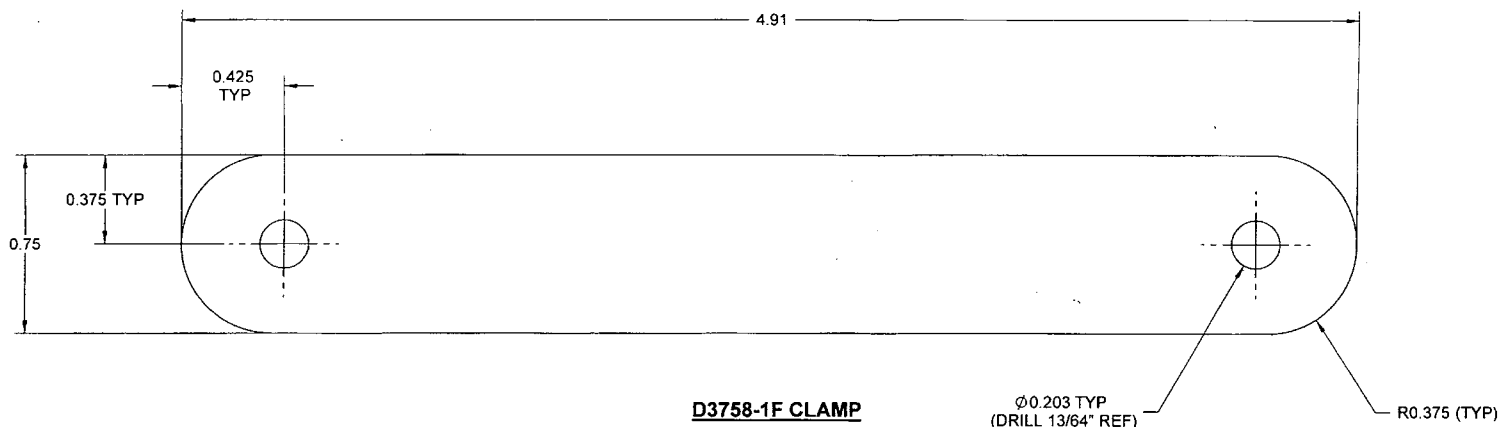 4.91
0.425
TYP
0.375 TYP
0.75
D3758-1F CLAMP
Ø0.203 TYP
(DRILL 13/64" REF)
R0.375 (TYP)